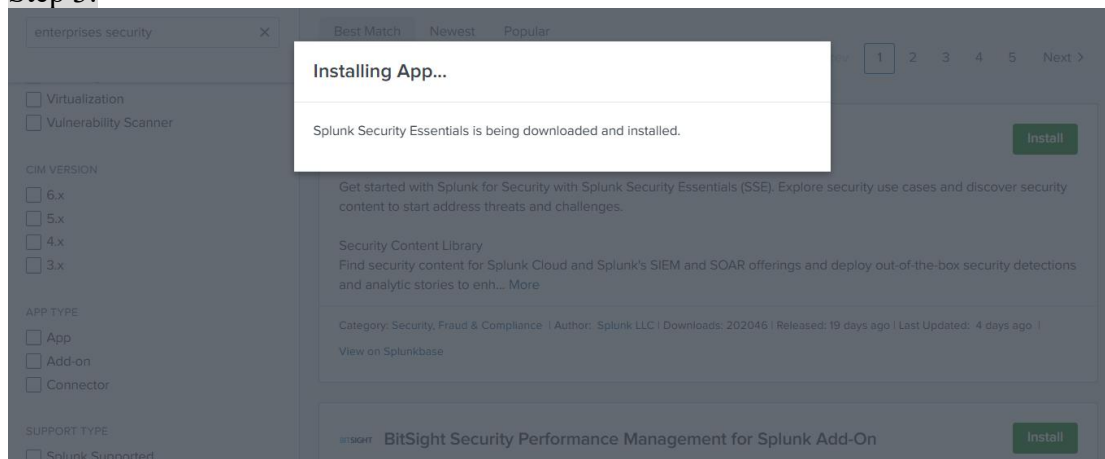 enterprises security
Best Match Newest Popular
1 2 3 4 5 Next >
Installing App...
Splunk Security Essentials is being downloaded and installed.
Virtualization
Vulnerability Scanner
CIM VERSION
6.x
5.x
4.x
3.x
APP TYPE
App
Add-on
Connector
SUPPORT TYPE
Splunk Supported
Install
Get started with Splunk for Security with Splunk Security Essentials (SSE). Explore security use cases and discover security
content to start address threats and challenges.
Security Content Library
Find security content for Splunk Cloud and Splunk's SIEM and SOAR offerings and deploy out-of-the-box security detections
and analytic stories to enh... More
Category: Security, Fraud & Compliance | Author: Splunk LLC | Downloads: 202046 | Released: 19 days ago | Last Updated: 4 days ago |
View on Splunkbase
BITSIGHT BitSight Security Performance Management for Splunk Add-On
Install